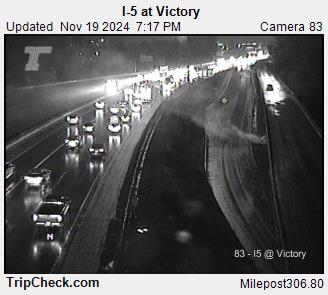 I-5 at Victory
Updated Nov 19 2024 7:17 PM Camera 83
N
83 - I5 @ Victory
TripCheck.com Milepost306.80